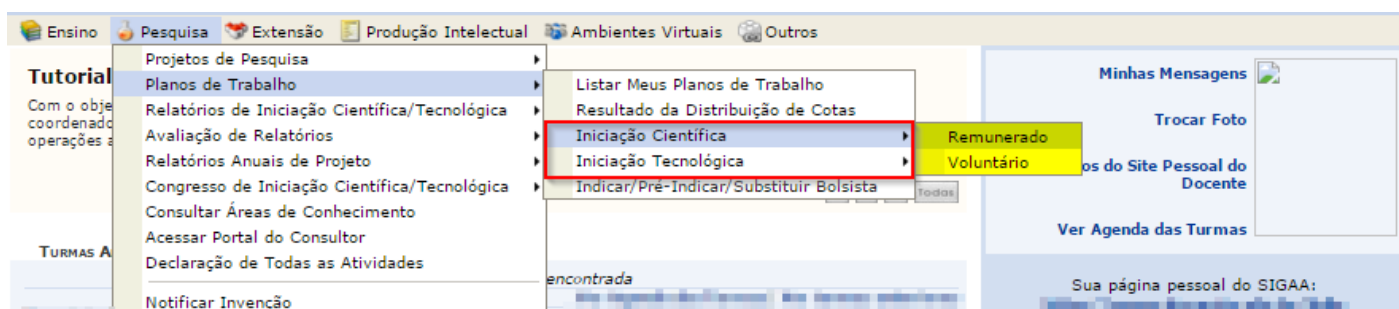 Ensino Pesquisa Extensão Produção Intelectual Ambientes Virtuais Outros
Tutorial
Com o obje
coordenado
operações a
Projetos de Pesquisa
Planos de Trabalho
Relatórios de Iniciação Científica/Tecnológica
Avaliação de Relatórios
Relatórios Anuais de Projeto
Congresso de Iniciação Científica/Tecnológica
Consultar Áreas de Conhecimento
Acessar Portal do Consultor
Declaração de Todas as Atividades
Notificar Invenção
Listar Meus Planos de Trabalho
Resultado da Distribuição de Cotas
Iniciação Científica
Iniciação Tecnológica
Indicar/Pré-Indicar/Substituir Bolsista
Remunerado
Voluntário
Todas
TURMAS A
encontrada
Minhas Mensagens
Trocar Foto
os do Site Pessoal do
Docente
Ver Agenda das Turmas
Sua página pessoal do SIGAA: